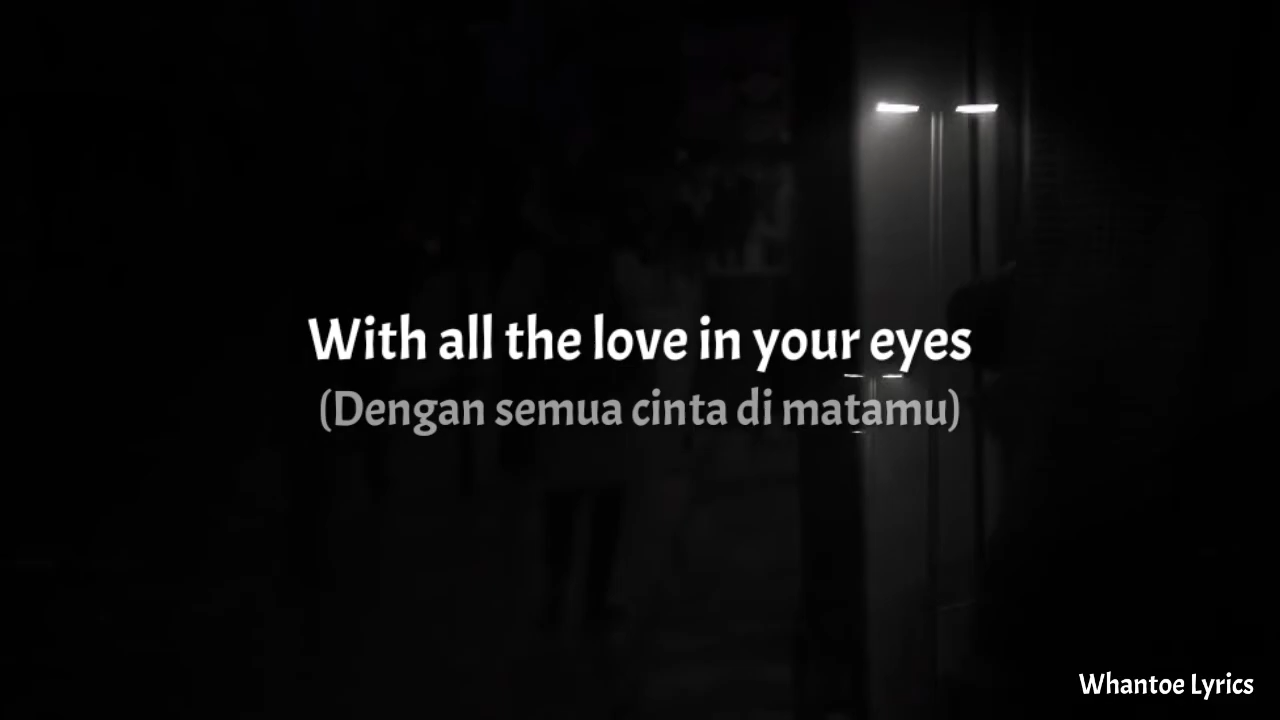 With all the love in your eyes
(Dengan semua cinta di matamu)
Whantoe Lyrics